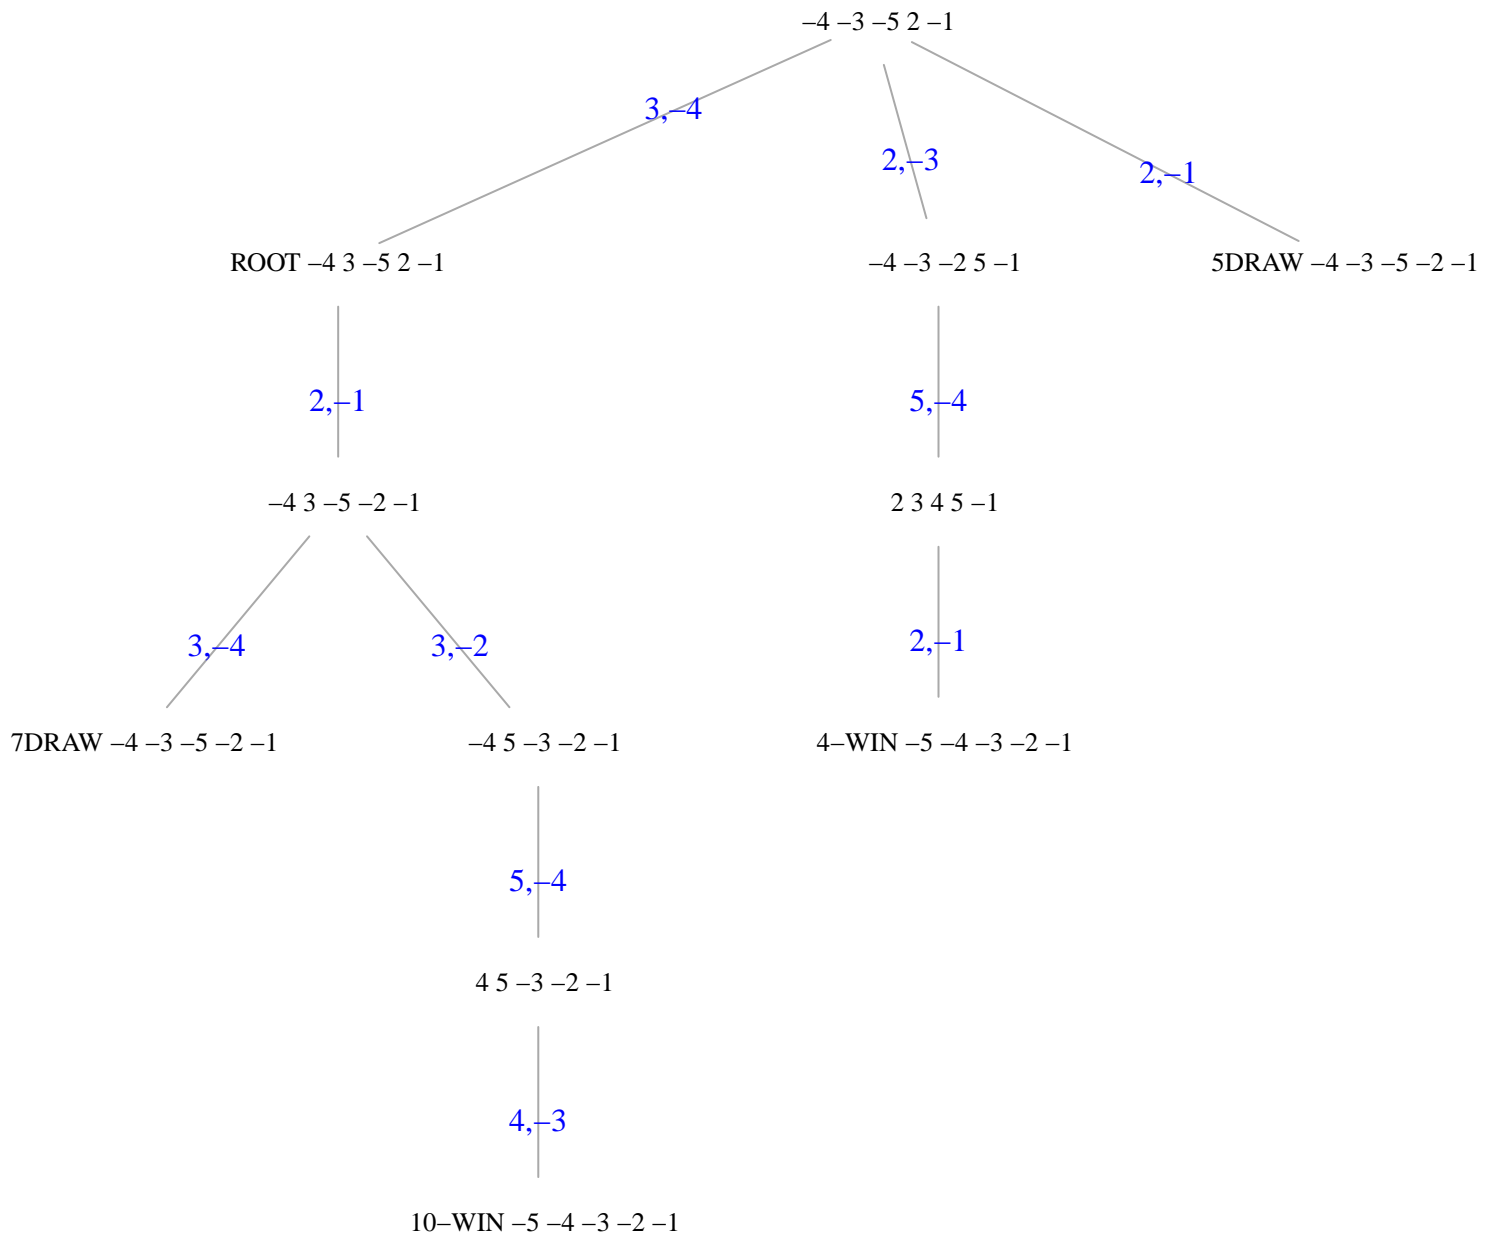 –4 –3 –5 2 –1
3,–4
2,–3
2,–1
ROOT –4 3 –5 2 –1
–4 –3 –2 5 –1
5DRAW –4 –3 –5 –2 –1
2,–1
5,–4
–4 3 –5 –2 –1
2 3 4 5 –1
3,–4
3,–2
2,–1
7DRAW –4 –3 –5 –2 –1
–4 5 –3 –2 –1
4–WIN –5 –4 –3 –2 –1
5,–4
4 5 –3 –2 –1
4,–3
10–WIN –5 –4 –3 –2 –1